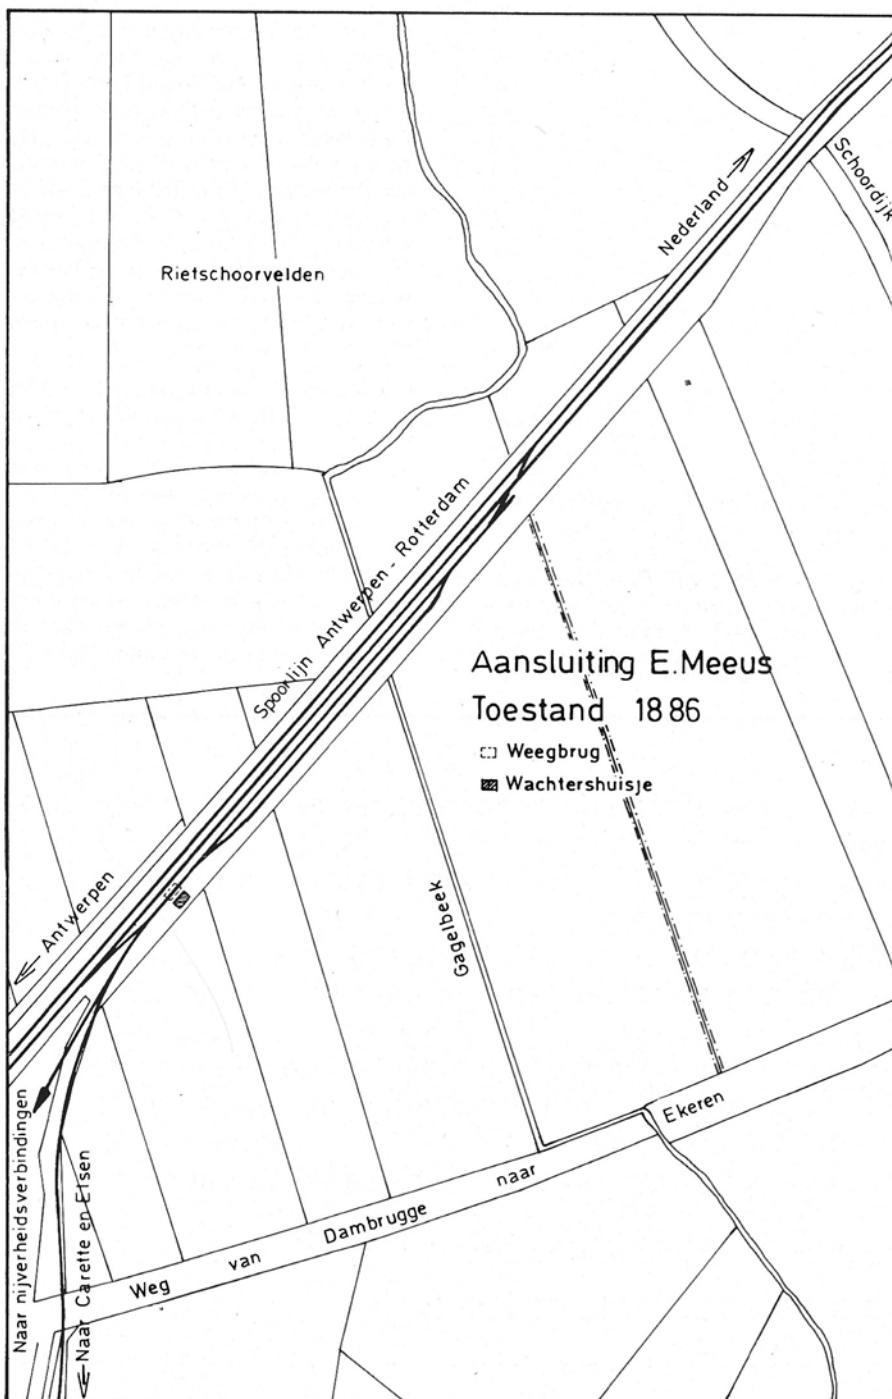 Schoordijk
Nederland
Rietschoorvelden
Spoorlijn Antwerpen - Rotterdam
Aansluiting E.Meeus
Toestand 1886
Weegbrug
Wachtershuisje
Antwerpen
Gagelbeek
Ekeren
Naar nijverheidsverbindingen
Naar Carette en Elsen
Weg van Dambrugge naar